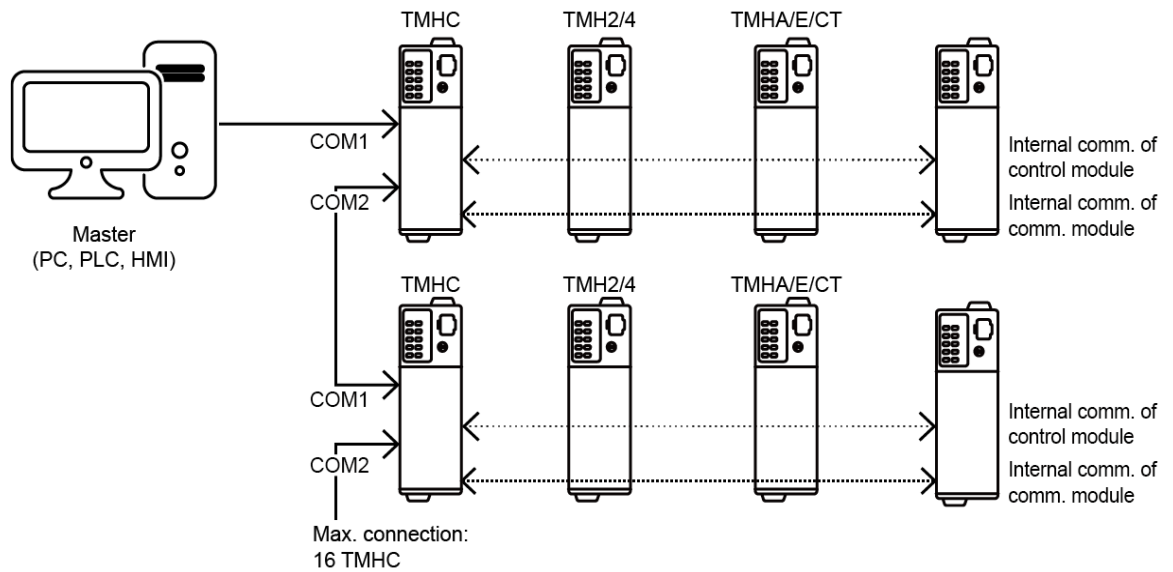 TMHC
TMH2/4
TMHA/E/CT
COM1
Internal comm. of
control module
COM2
Internal comm. of
comm. module
Master
(PC, PLC, HMI)
TMHC
TMH2/4
TMHA/E/CT
COM1
Internal comm. of
control module
COM2
Internal comm. of
comm. module
Max. connection:
16 TMHC